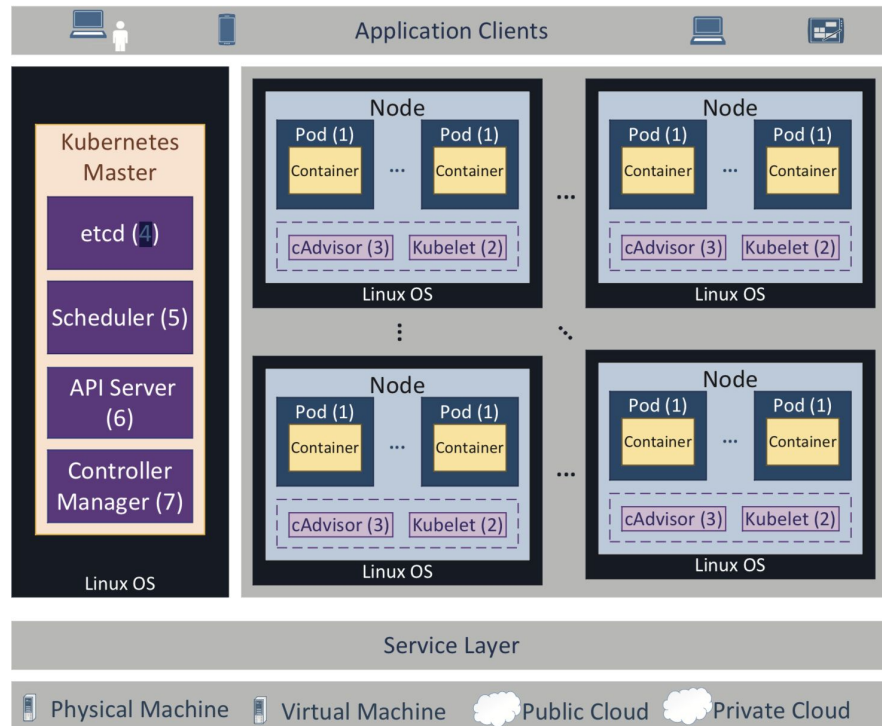 Application Clients
Kubernetes
Master
etcd (4)
Scheduler (5)
API Server
(6)
Controller
Manager (7)
Linux OS
Node
Pod (1)
Container
...
Pod (1)
Container
cAdvisor (3)
Kubelet (2)
Linux OS
...
Node
Pod (1)
Container
...
Pod (1)
Container
cAdvisor (3)
Kubelet (2)
Linux OS
Node
Pod (1)
Container
...
Pod (1)
Container
cAdvisor (3)
Kubelet (2)
Linux OS
...
Node
Pod (1)
Container
...
Pod (1)
Container
cAdvisor (3)
Kubelet (2)
Linux OS
Service Layer
Physical Machine
Virtual Machine
Public Cloud
Private Cloud